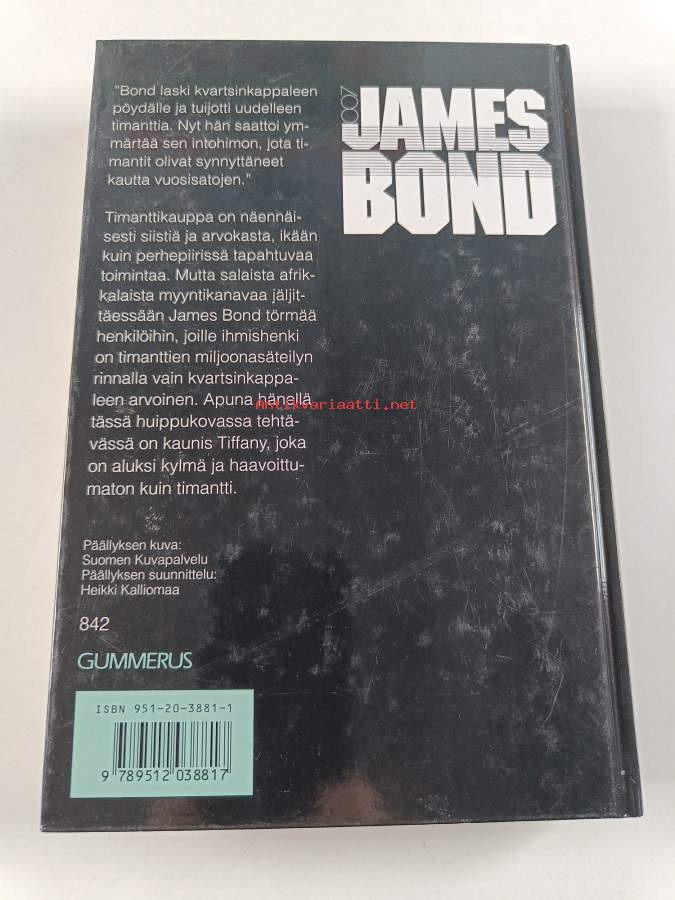 "Bond laski kvartsinkappaleen
pöydälle ja tuijotti uudelleen
timanttia. Nyt hän saattoi ym-
märtää sen intohimon, jota ti-
mantit olivat synnyttäneet
kautta vuosisatojen."
Timanttikauppa on näennäi-
sesti siistiä ja arvokasta, ikään
kuin perhepiirissä tapahtuvaa
toimintaa. Mutta salaista afrik-
kalaista myyntikanavaa jäljit-
täessään James Bond törmää
henkilöihin, joille ihmishenki
on timanttien miljoonasäteilyn
rinnalla vain kvartsinkappa-
leen arvoinen. Apuna hänellä
tässä huippukovassa tehtä-
vässä on kaunis Tiffany, joka
on aluksi kylmä ja haavoittu-
maton kuin timantti.
Päällyksen kuva:
Suomen Kuvapalvelu
Päällyksen suunnittelu:
Heikki Kalliomaa
842
GUMMERUS
ISBN 951-20-3881-1
9 789512 038817
007
JAMES
BOND
Antikvariaatti.net